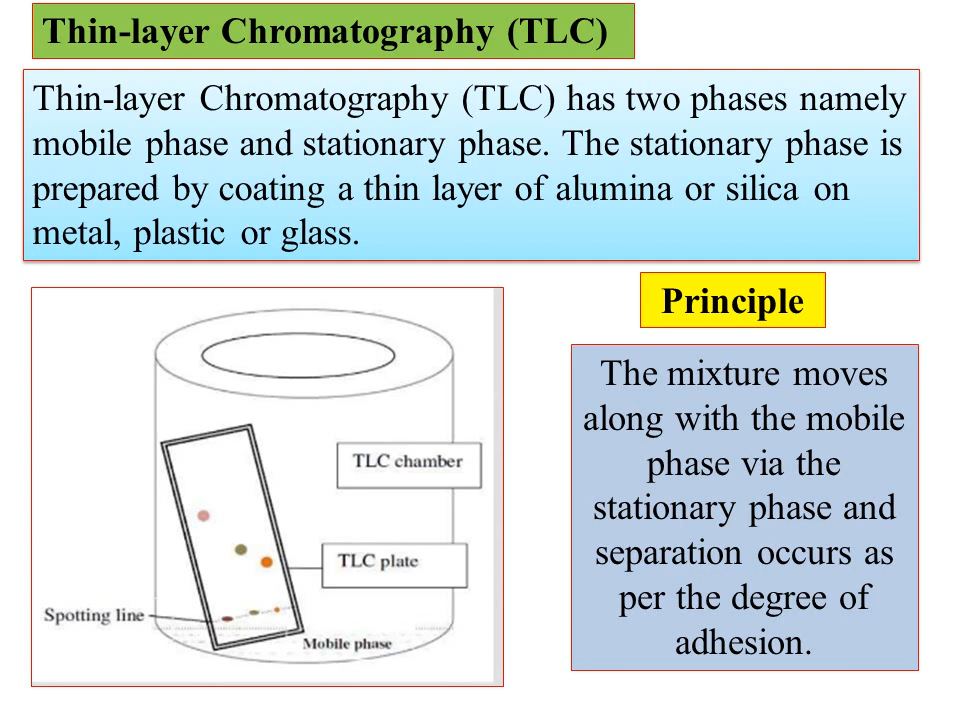 Thin-layer Chromatography (TLC)
Thin-layer Chromatography (TLC) has two phases namely
mobile phase and stationary phase. The stationary phase is
prepared by coating a thin layer of alumina or silica on
metal, plastic or glass.
Principle
The mixture moves
along with the mobile
phase via the
stationary phase and
separation occurs as
per the degree of
adhesion.
TLC chamber
TLC plate
Spotting line
Mobile phase